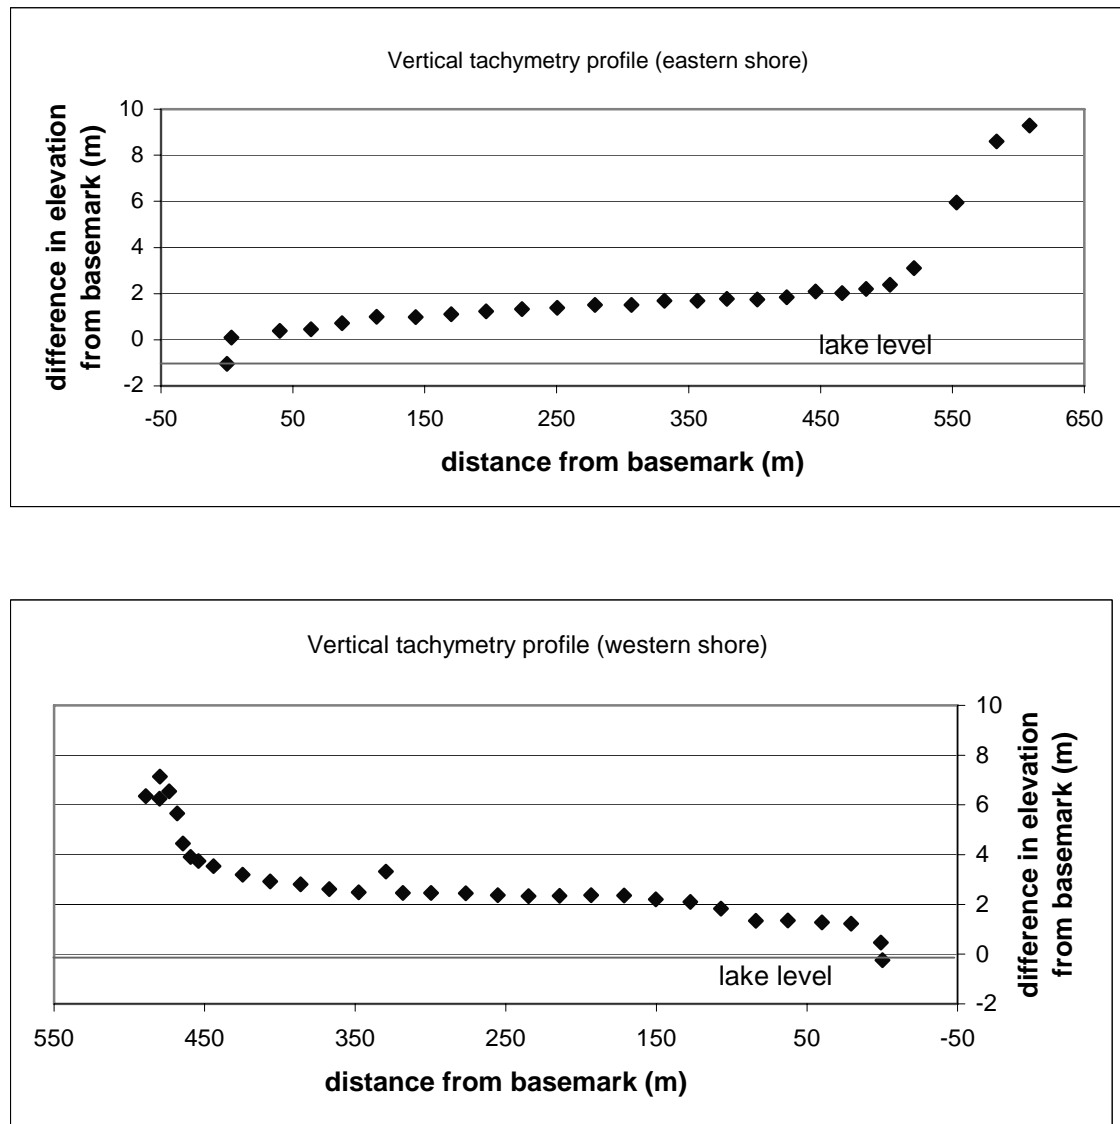 Vertical tachymetry profile (eastern shore)
difference in elevation
from basemark (m)
10
8
6
4
2
0
-2
lake level
-50 50 150 250 350 450 550 650
distance from basemark (m)
Vertical tachymetry profile (western shore)
10
8
6
4
2
0
-2
difference in elevation
from basemark (m)
lake level
550 450 350 250 150 50 -50
distance from basemark (m)